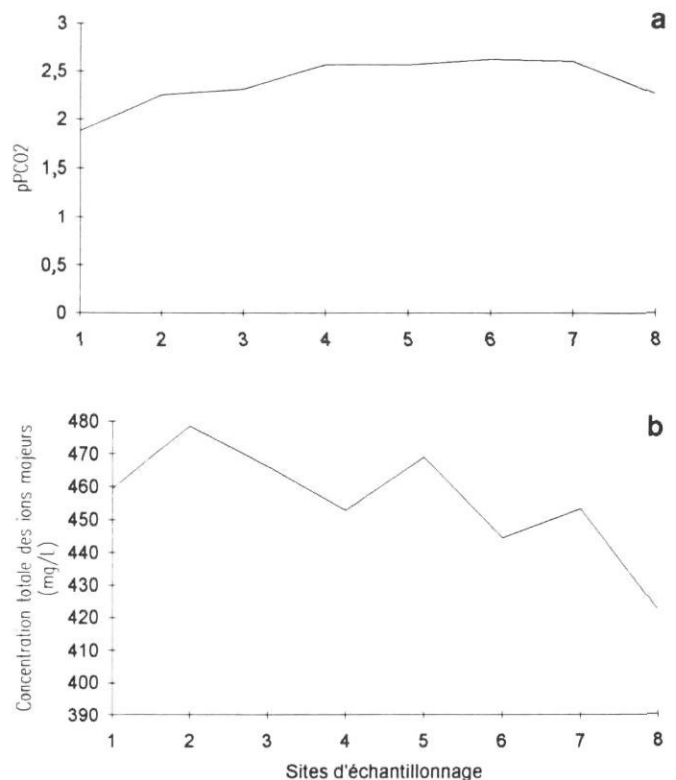 a
3
2,5
2
1,5
1
0,5
0
pPCO2
1 2 3 4 5 6 7 8
b
480
470
460
450
440
430
420
410
400
390
Concentration totale des ions majeurs
(mg/l)
1 2 3 4 5 6 7 8
Sites d'échantillonnage